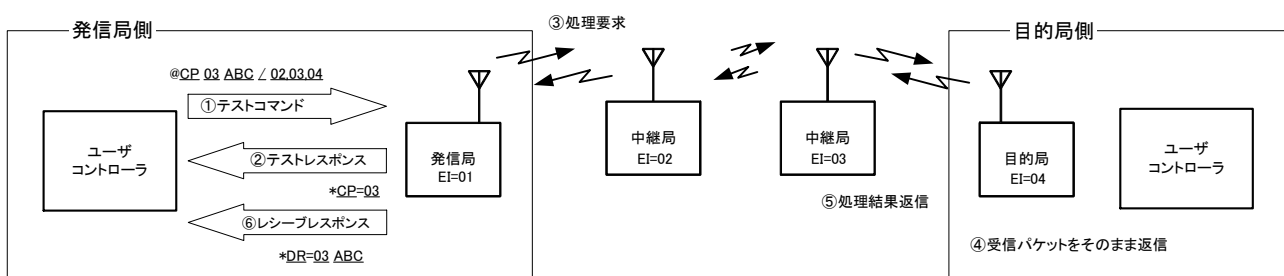 発信局側
③処理要求
目的局側
@CP 03 ABC / 02,03,04
①テストコマンド
ユーザ
コントローラ
②テストレスポンス
*CP=03
⑥レシーブレスポンス
*DR=03 ABC
発信局
EI=01
中継局
EI=02
中継局
EI=03
⑤処理結果返信
目的局
EI=04
ユーザ
コントローラ
④受信パケットをそのまま返信